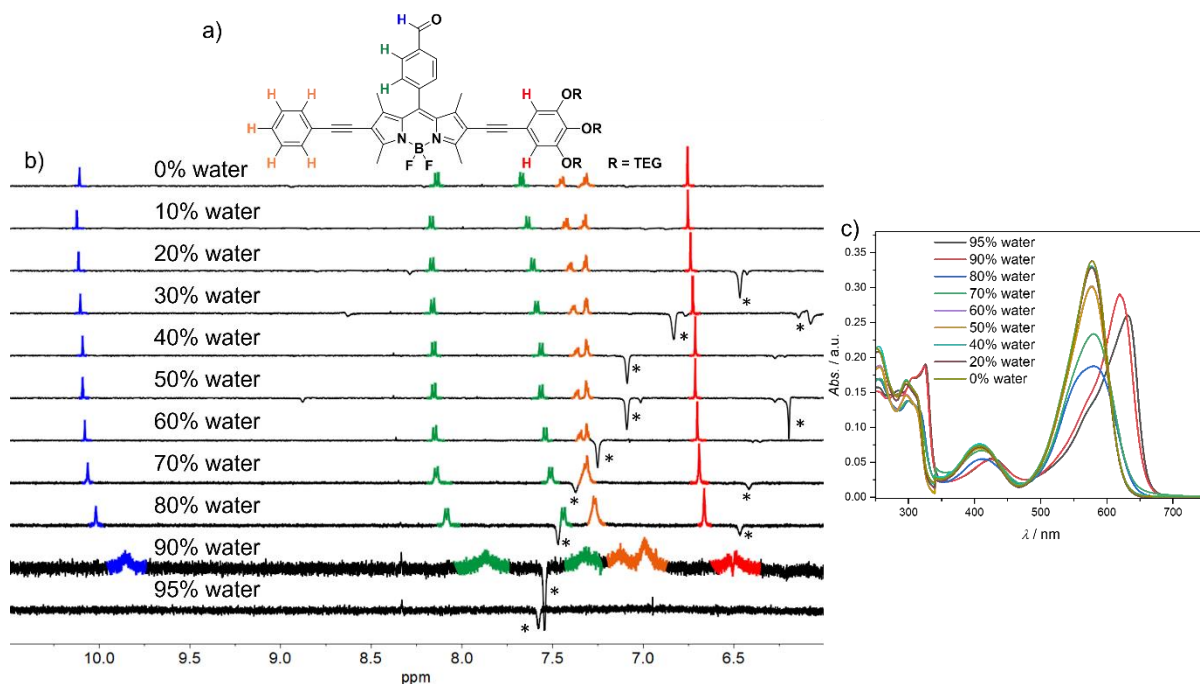 a)
H O
H
H
H H
H
H H
H
H
OR
OR
OR
N N
B
F F
R = TEG
b)
0% water
10% water
20% water
*
30% water
* *
40% water
*
50% water
* *
60% water
*
70% water
* *
80% water
* *
90% water
*
95% water
*
10.0 9.5 9.0 8.5 8.0 7.5 7.0 6.5
ppm
c)
95% water
90% water
80% water
70% water
60% water
50% water
40% water
20% water
0% water
Abs. / a.u.
0.35
0.30
0.25
0.20
0.15
0.10
0.05
0.00
300 400 500 600 700
λ / nm